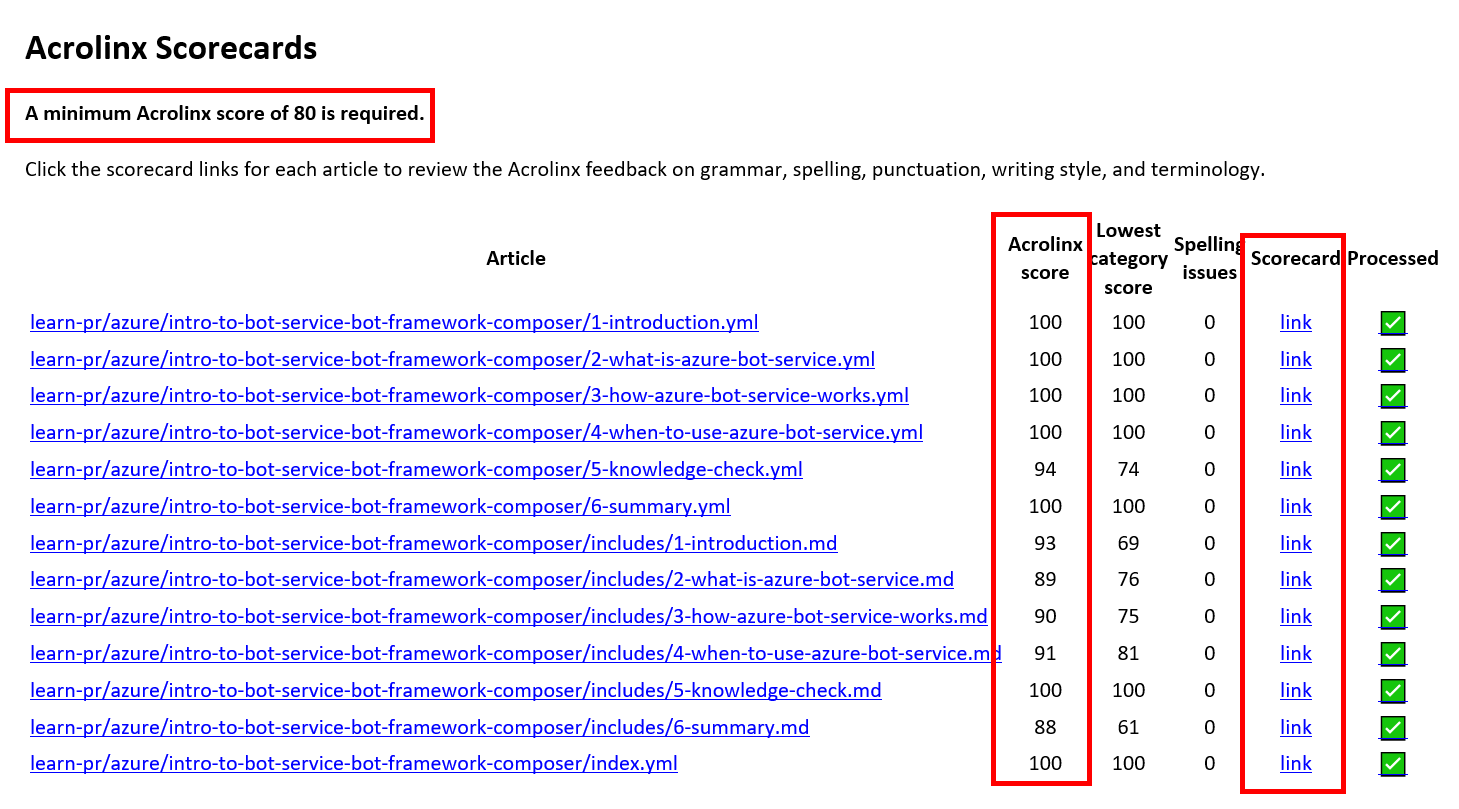 Acrolinx Scorecards
A minimum Acrolinx score of 80 is required.
Click the scorecard links for each article to review the Acrolinx feedback on grammar, spelling, punctuation, writing style, and terminology.
Article Acrolinx score Lowest category score Spelling issues Scorecard Processed
learn-pr/azure/intro-to-bot-service-bot-framework-composer/1-introduction.yml 100 100 0 link
learn-pr/azure/intro-to-bot-service-bot-framework-composer/2-what-is-azure-bot-service.yml 100 100 0 link
learn-pr/azure/intro-to-bot-service-bot-framework-composer/3-how-azure-bot-service-works.yml 100 100 0 link
learn-pr/azure/intro-to-bot-service-bot-framework-composer/4-when-to-use-azure-bot-service.yml 100 100 0 link
learn-pr/azure/intro-to-bot-service-bot-framework-composer/5-knowledge-check.yml 94 74 0 link
learn-pr/azure/intro-to-bot-service-bot-framework-composer/6-summary.yml 100 100 0 link
learn-pr/azure/intro-to-bot-service-bot-framework-composer/includes/1-introduction.md 93 69 0 link
learn-pr/azure/intro-to-bot-service-bot-framework-composer/includes/2-what-is-azure-bot-service.md 89 76 0 link
learn-pr/azure/intro-to-bot-service-bot-framework-composer/includes/3-how-azure-bot-service-works.md 90 75 0 link
learn-pr/azure/intro-to-bot-service-bot-framework-composer/includes/4-when-to-use-azure-bot-service.md 91 81 0 link
learn-pr/azure/intro-to-bot-service-bot-framework-composer/includes/5-knowledge-check.md 100 100 0 link
learn-pr/azure/intro-to-bot-service-bot-framework-composer/includes/6-summary.md 88 61 0 link
learn-pr/azure/intro-to-bot-service-bot-framework-composer/index.yml 100 100 0 link